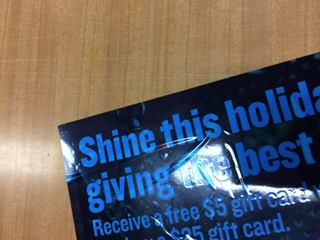 Shine this holida
giving the best
Receive a free $5 gift card w
$25 gift card.